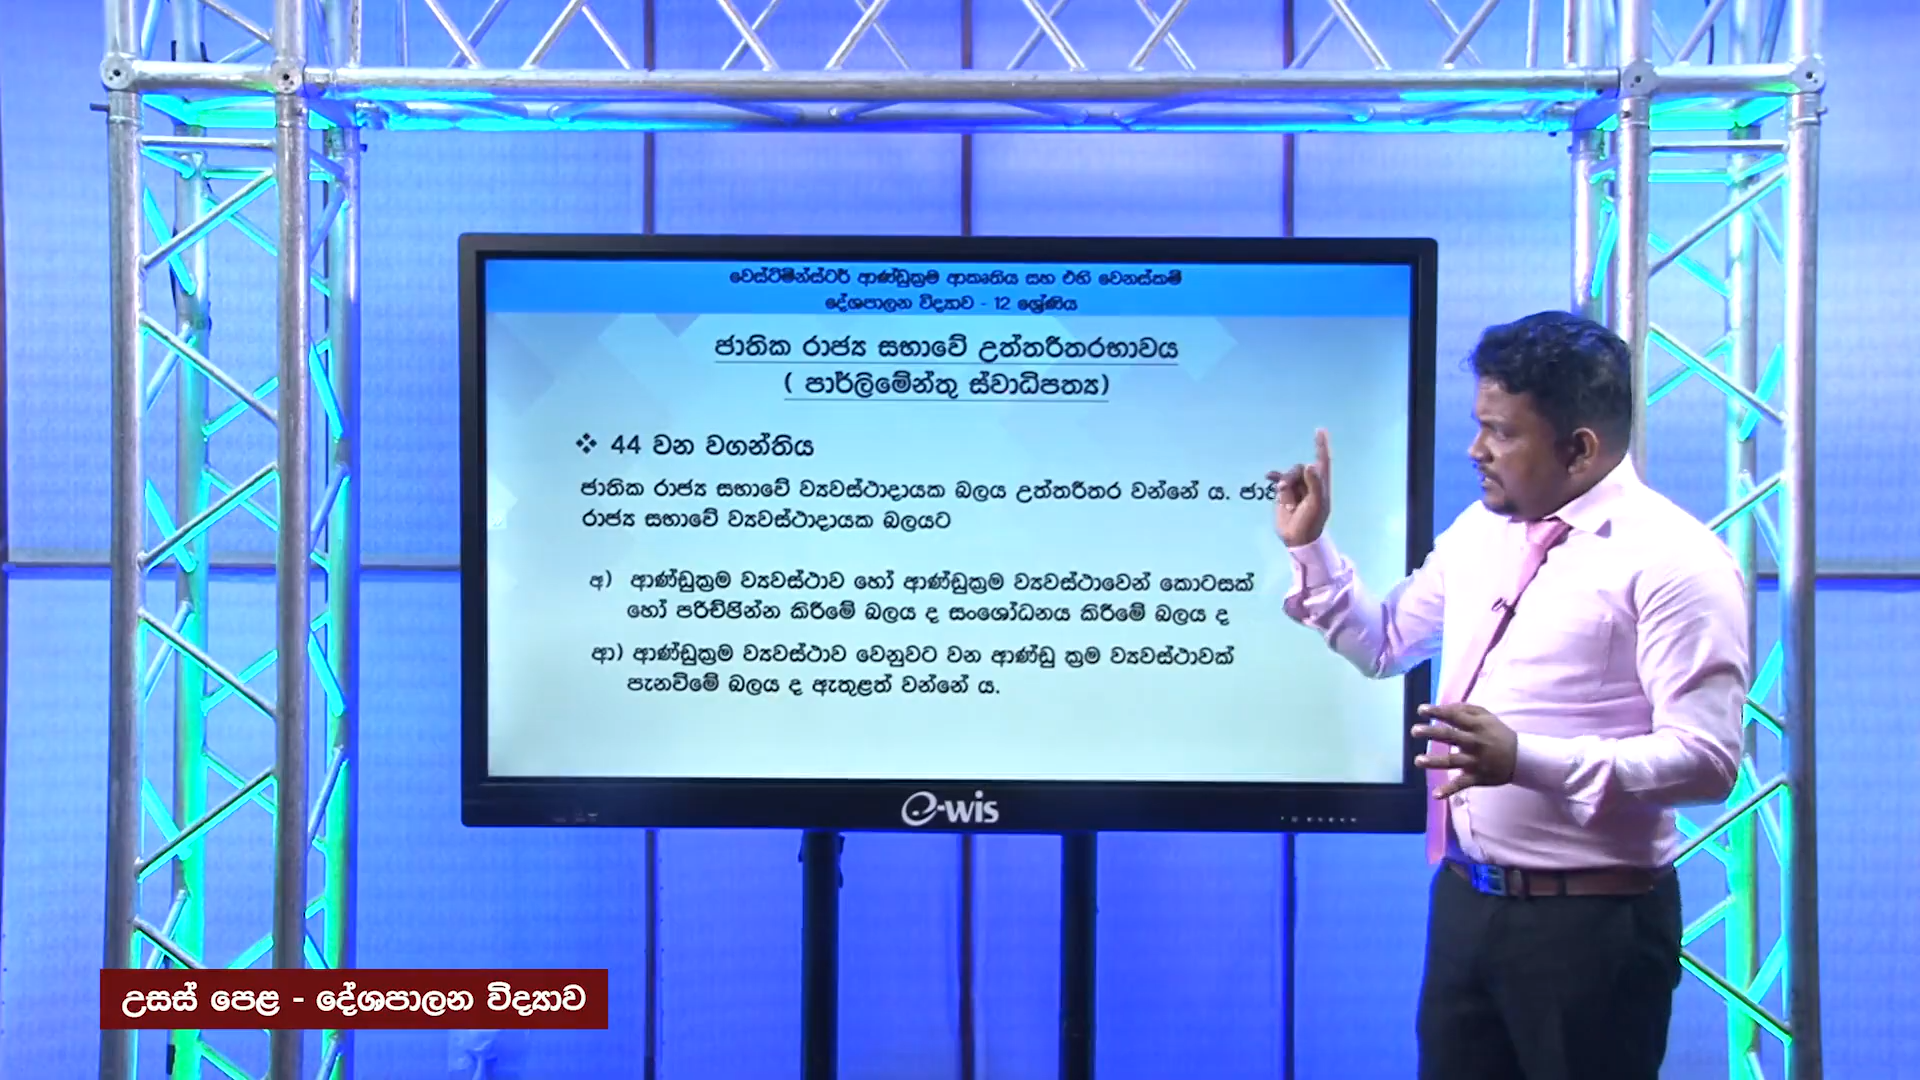 වෙස්ට්මින්ස්ටර් ආණ්ඩුක්‍රම ආකෘතිය සහ එහි වෙනස්කම්
දේශපාලන විද්‍යාව - 12 ශ්‍රේණිය
ජාතික රාජ්‍ය සභාවේ උත්තරීතරභාවය
( පාර්ලිමේන්තු ස්වාධිපත්‍ය)
❖ 44 වන වගන්තිය
ජාතික රාජ්‍ය සභාවේ ව්‍යවස්ථාදායක බලය උත්තරීතර වන්නේ ය.
රාජ්‍ය සභාවේ ව්‍යවස්ථාදායක බලයට
අ) ආණ්ඩුක්‍රම ව්‍යවස්ථාව හෝ ආණ්ඩුක්‍රම ව්‍යවස්ථාවෙන් කොටසක්
හෝ පරිච්ඡින්න කිරීමේ බලය ද සංශෝධනය කිරීමේ බලය ද
ආ) ආණ්ඩුක්‍රම ව්‍යවස්ථාව වෙනුවට වන ආණ්ඩු ක්‍රම ව්‍යවස්ථාවක්
පැනවීමේ බලය ද ඇතුළත් වන්නේ ය.
e-wis
උසස් පෙළ - දේශපාලන විද්‍යාව